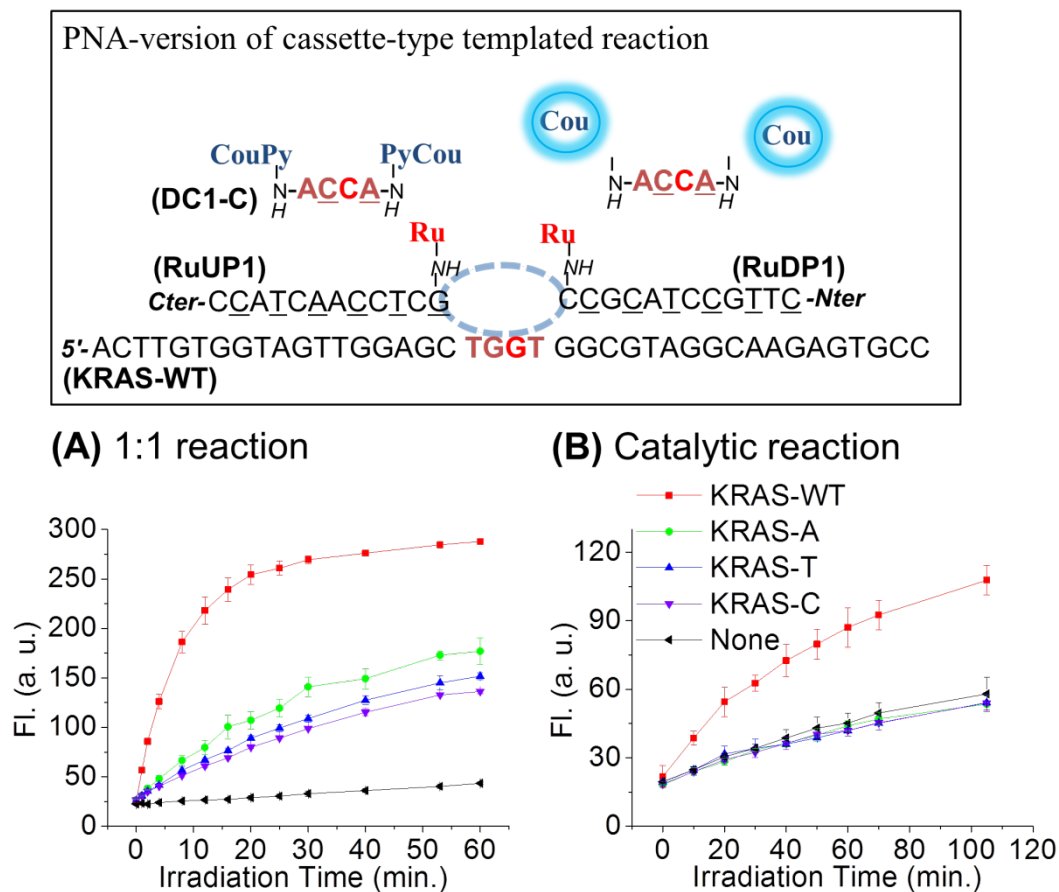 PNA-version of cassette-type templated reaction
Cou
Cou
CouPy
PyCou
(DC1-C)
N-ACCA-N
H
H
N-ACCA-N
H
H
Ru
Ru
(RuUP1)
NH
NH
(RuDP1)
Cter-CCATCAACCTCG
CCGCATCCGTTC-Nter
5'-ACTTGTGGTAGTTGGAGC TGGT GGCGTAGGCAAGAGTGCC
(KRAS-WT)
(A) 1:1 reaction
300
250
200
150
100
50
0
Fl. (a. u.)
0 10 20 30 40 50 60
Irradiation Time (min.)
(B) Catalytic reaction
KRAS-WT
KRAS-A
KRAS-T
KRAS-C
None
120
90
60
30
0
Fl. (a. u.)
0 20 40 60 80 100 120
Irradiation Time (min.)